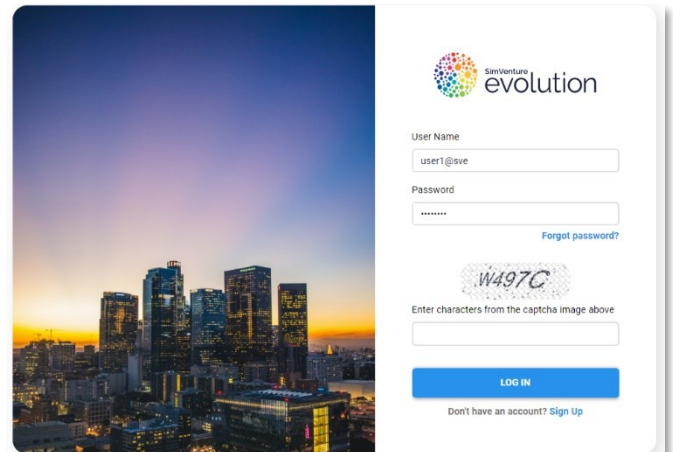 SimVenture
evolution
User Name
user1@sve
Password
••••••••
Forgot password?
W497C
Enter characters from the captcha image above
LOG IN
Don't have an account? Sign Up